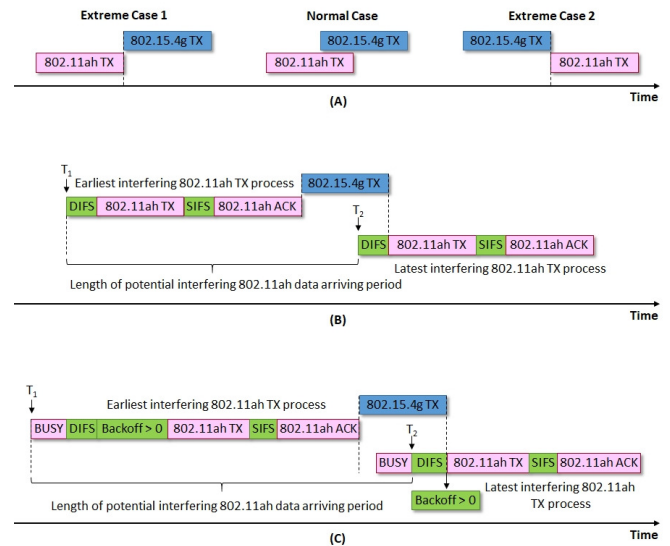 Extreme Case 1
Normal Case
Extreme Case 2
802.15.4g TX
802.15.4g TX
802.15.4g TX
802.11ah TX
802.11ah TX
802.11ah TX
Time
(A)
T1
Earliest interfering 802.11ah TX process
802.15.4g TX
DIFS
802.11ah TX
SIFS
802.11ah ACK
T2
DIFS
802.11ah TX
SIFS
802.11ah ACK
Latest interfering 802.11ah TX process
Length of potential interfering 802.11ah data arriving period
Time
(B)
T1
Earliest interfering 802.11ah TX process
802.15.4g TX
BUSY
DIFS
Backoff > 0
802.11ah TX
SIFS
802.11ah ACK
T2
BUSY
DIFS
802.11ah TX
SIFS
802.11ah ACK
Length of potential interfering 802.11ah data arriving period
Backoff > 0
Latest interfering 802.11ah
TX process
Time
(C)